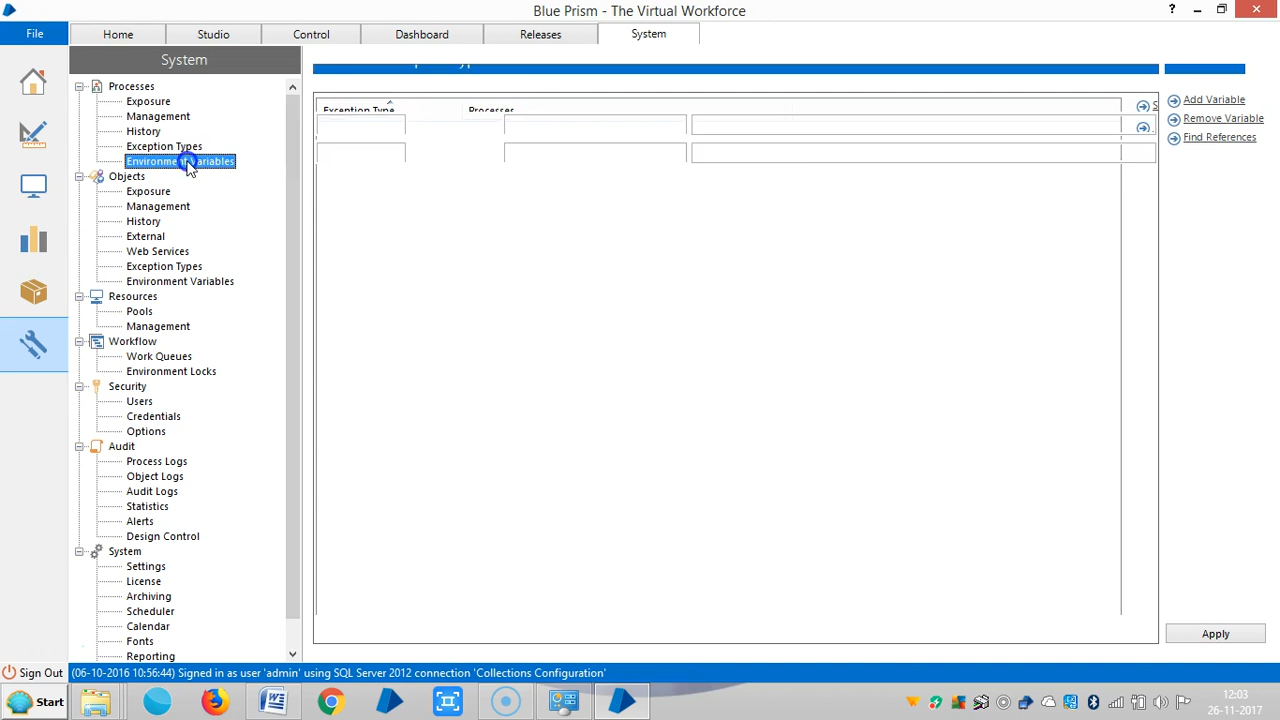 Blue Prism - The Virtual Workforce
?
File
Home
Studio
Control
Dashboard
Releases
System
System
Processes
Exposure
Management
History
Exception Types
Environment Variables
Objects
Exposure
Management
History
External
Web Services
Exception Types
Environment Variables
Resources
Pools
Management
Workflow
Work Queues
Environment Locks
Security
Users
Credentials
Options
Audit
Process Logs
Object Logs
Audit Logs
Statistics
Alerts
Design Control
System
Settings
License
Archiving
Scheduler
Calendar
Fonts
Reporting
Exception Type
Processes
S
Add Variable
Remove Variable
Find References
Apply
Sign Out
(06-10-2016 10:56:44) Signed in as user 'admin' using SQL Server 2012 connection 'Collections Configuration'
Start
12:03
26-11-2017